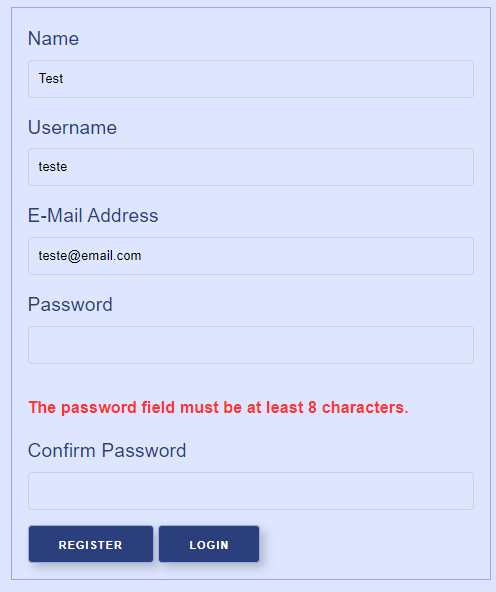 Name
Test
Username
teste
E-Mail Address
teste@email.com
Password
The password field must be at least 8 characters.
Confirm Password
REGISTER LOGIN